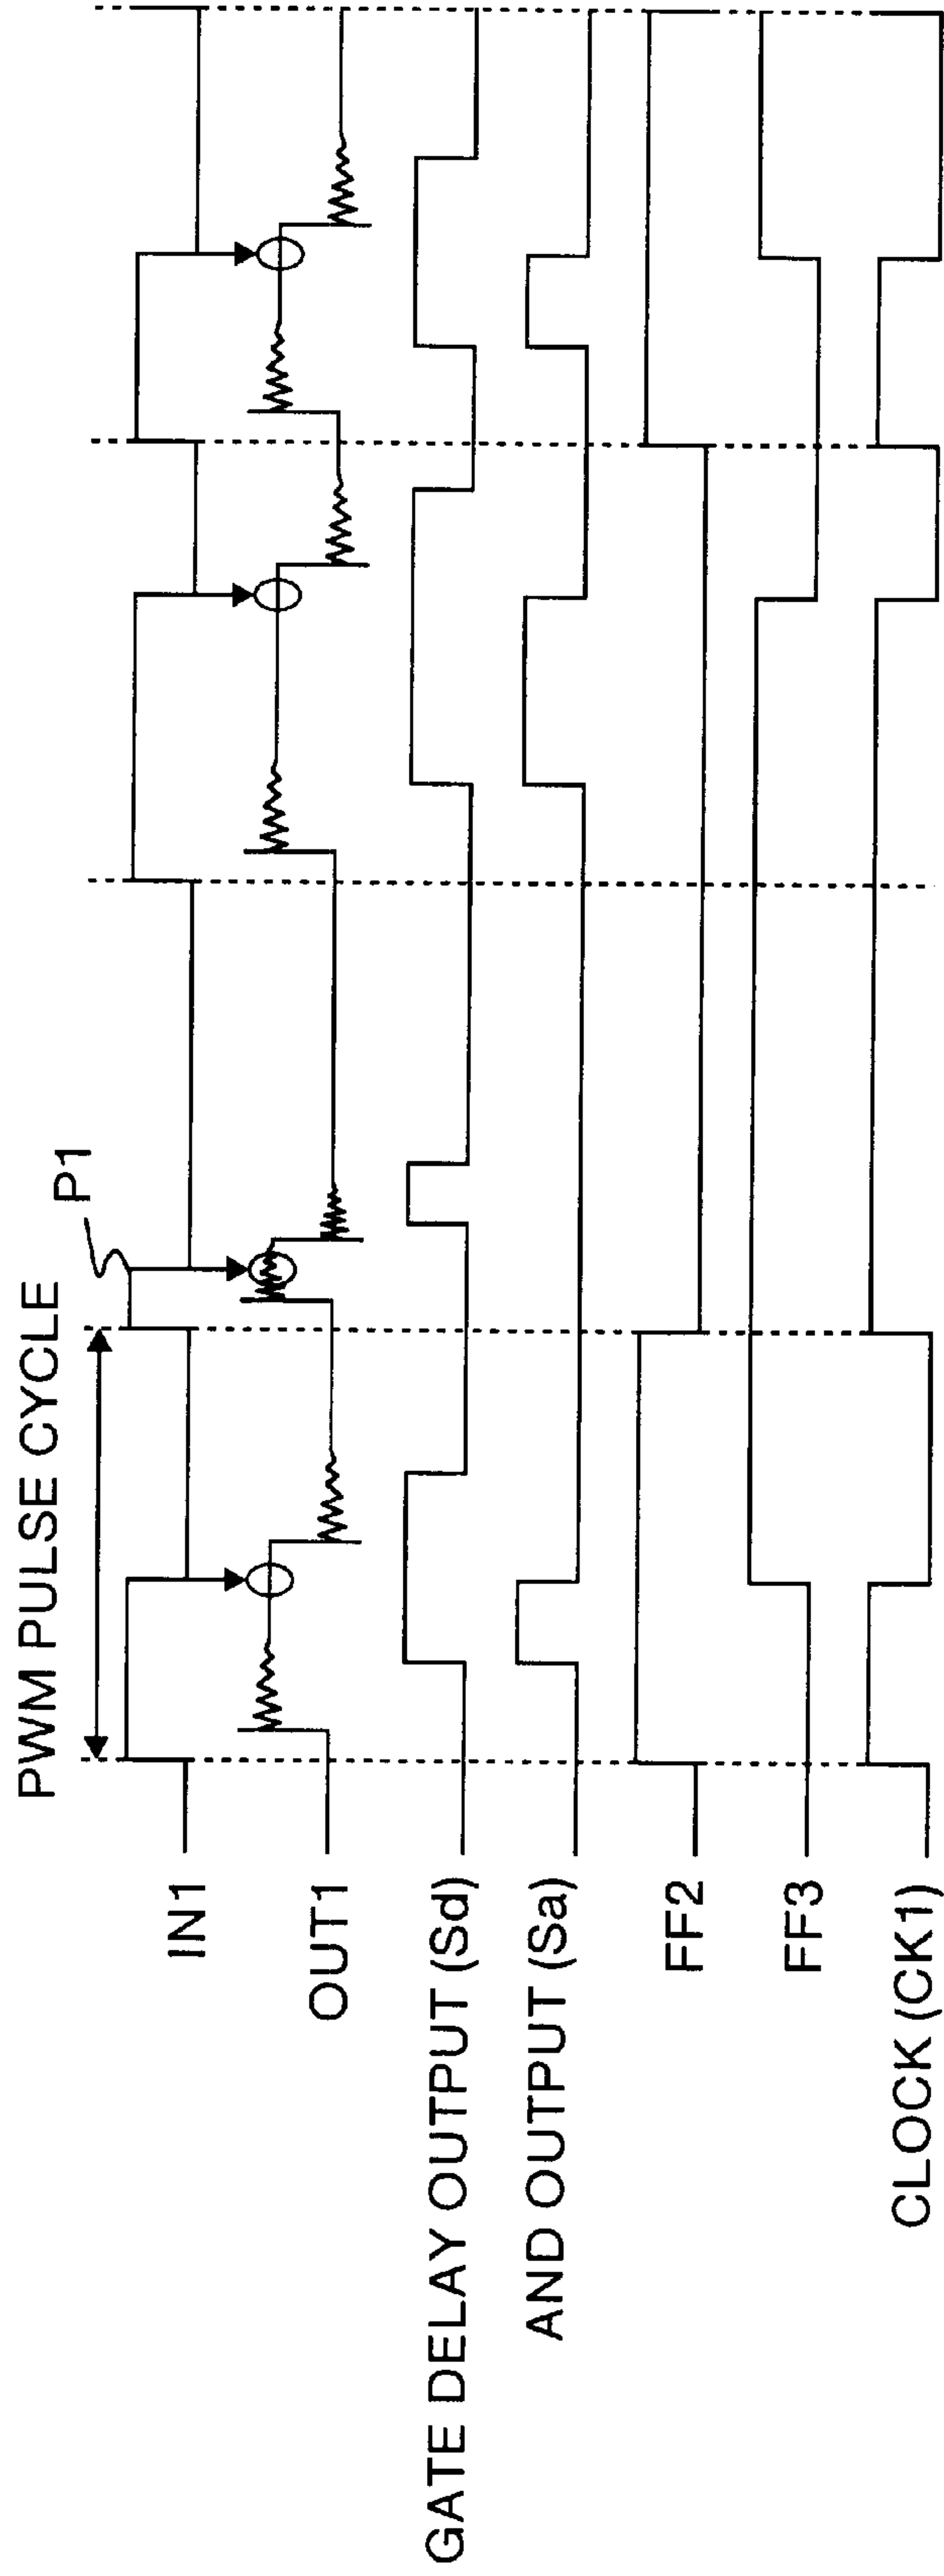 PWM PULSE CYCLE
P1
IN1
OUT1
GATE DELAY OUTPUT (Sd)
AND OUTPUT (Sa)
FF2
FF3
CLOCK (CK1)